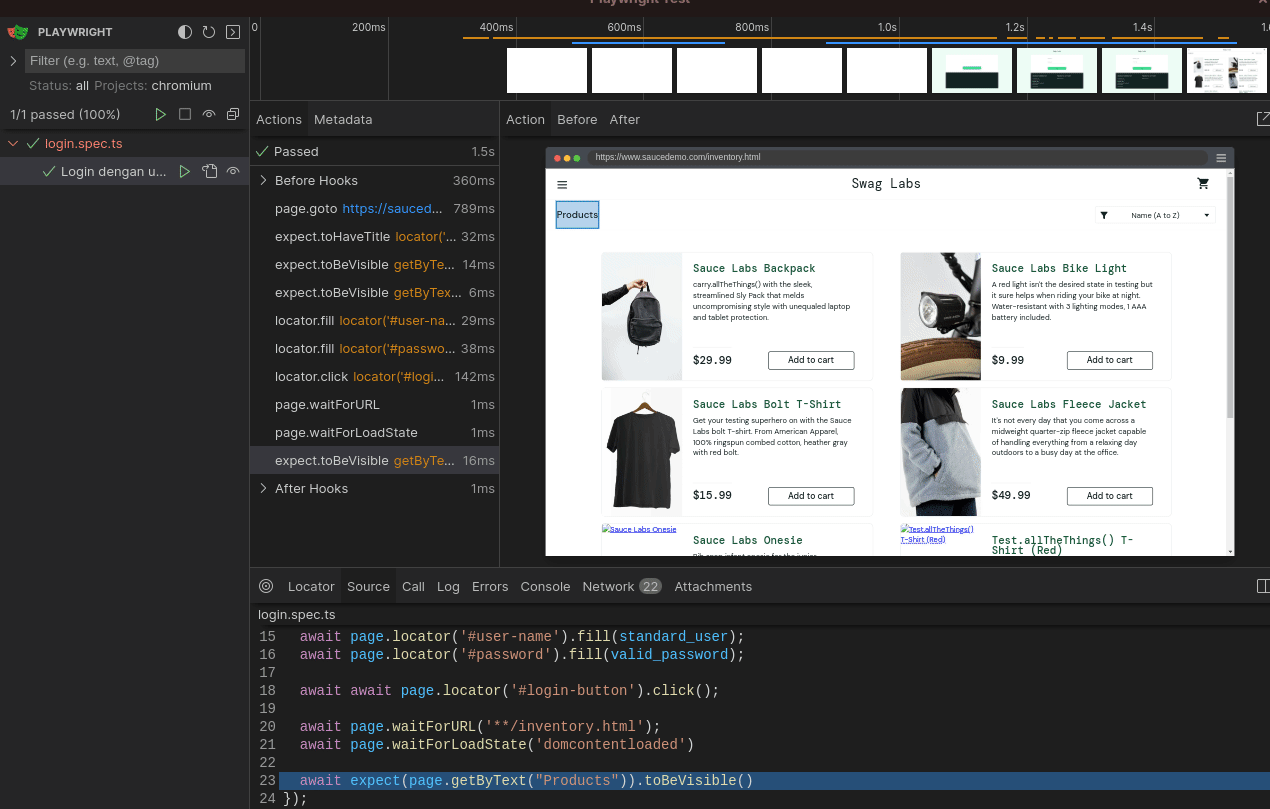 Playwright Test
PLAYWRIGHT
Filter (e.g. text, @tag)
Status: all Projects: chromium
1/1 passed (100%)
login.spec.ts
Login dengan u...
0 200ms 400ms 600ms 800ms 1.0s 1.2s 1.4s
Actions Metadata
Passed 1.5s
Before Hooks 360ms
page.goto https://sauced... 789ms
expect.toHaveTitle locator('... 32ms
expect.toBeVisible getByTe... 14ms
expect.toBeVisible getByTex... 6ms
locator.fill locator('#user-na... 29ms
locator.fill locator('#passwo... 38ms
locator.click locator('#logi... 142ms
page.waitForURL 1ms
page.waitForLoadState 1ms
expect.toBeVisible getByTe... 16ms
After Hooks 1ms
Action Before After
https://www.saucedemo.com/inventory.html
Swag Labs
Products
Name (A to Z)
Sauce Labs Backpack
carry.allTheThings() with the sleek,
streamlined Sly Pack that melds
uncompromising style with unequaled laptop
and tablet protection.
$29.99 Add to cart
Sauce Labs Bike Light
A red light isn't the desired state in testing but
it sure helps when riding your bike at night.
Water-resistant with 3 lighting modes, 1 AAA
battery included.
$9.99 Add to cart
Sauce Labs Bolt T-Shirt
Get your testing superhero on with the Sauce
Labs bolt T-shirt. From American Apparel,
100% ringspun combed cotton, heather gray
with red bolt.
$15.99 Add to cart
Sauce Labs Fleece Jacket
It's not every day that you come across a
midweight quarter-zip fleece jacket capable
of handling everything from a relaxing day
outdoors to a busy day at the office.
$49.99 Add to cart
Sauce Labs Onesie
Sauce Labs Onesie
Test.allTheThings()
T-Shirt (Red)
Test.allTheThings() T-
Shirt (Red)
Locator Source Call Log Errors Console Network 22 Attachments
login.spec.ts
15 await page.locator('#user-name').fill(standard_user);
16 await page.locator('#password').fill(valid_password);
17
18 await await page.locator('#login-button').click();
19
20 await page.waitForURL('**/inventory.html');
21 await page.waitForLoadState('domcontentloaded')
22
23 await expect(page.getByText("Products")).toBeVisible()
24 });